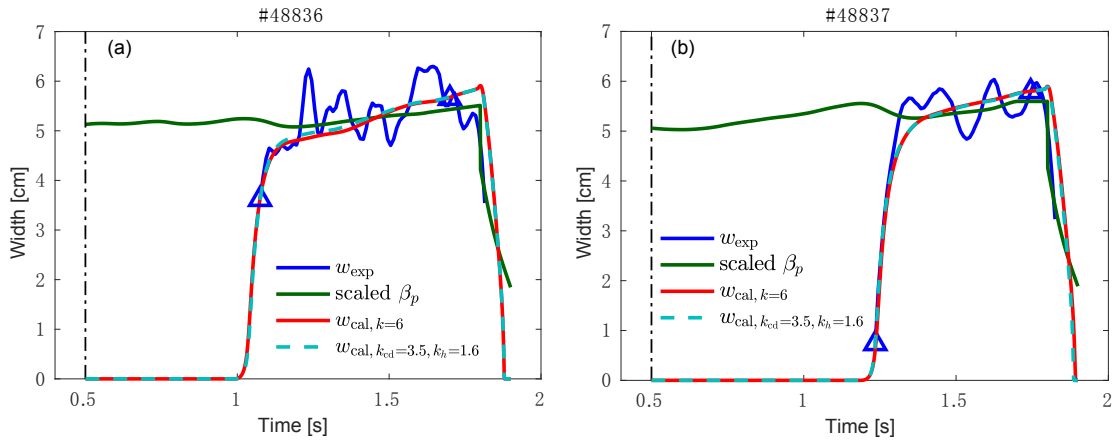 #48836
(a)
7
6
5
4
3
2
1
0
Width [cm]
w_exp
scaled β_p
w_cal, k=6
w_cal, k_cd=3.5, k_h=1.6
0.5
1
1.5
2
Time [s]
#48837
(b)
7
6
5
4
3
2
1
0
Width [cm]
w_exp
scaled β_p
w_cal, k=6
w_cal, k_cd=3.5, k_h=1.6
0.5
1
1.5
2
Time [s]